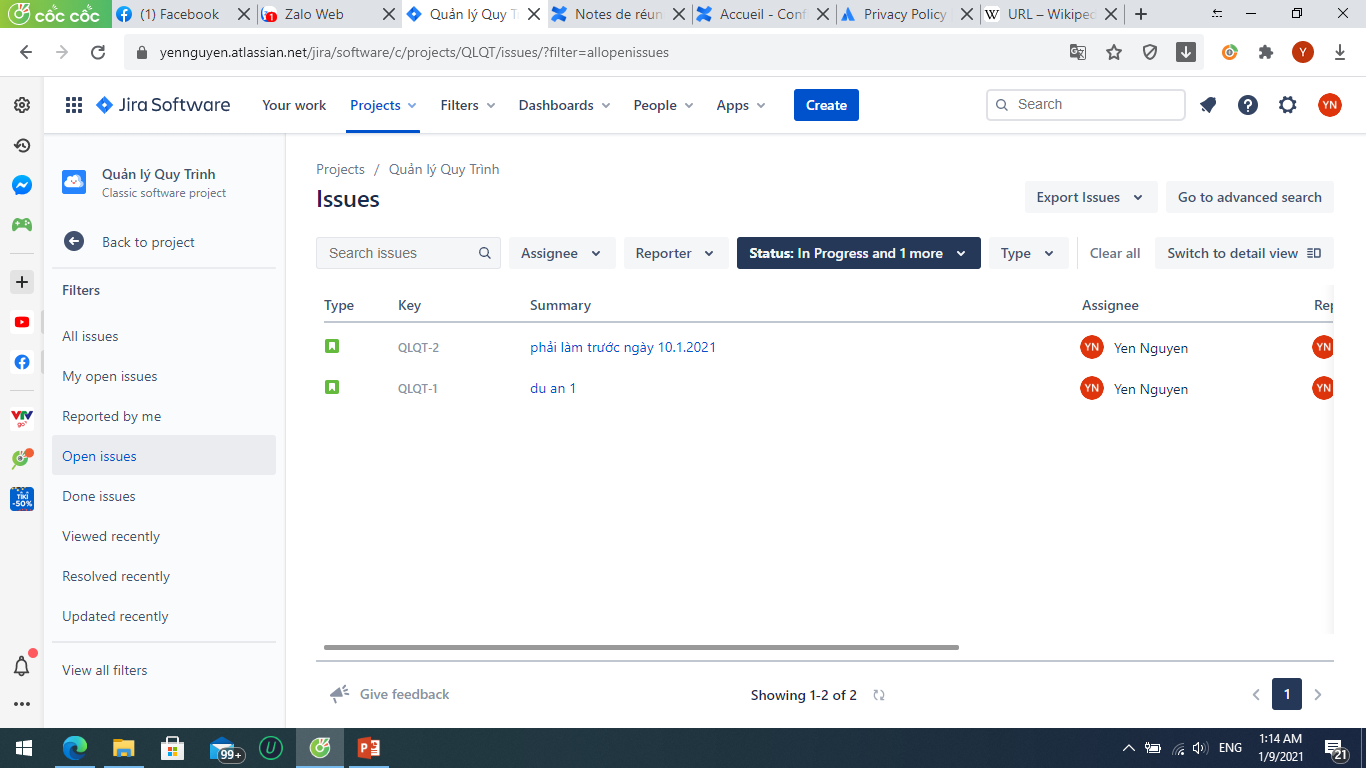 cốc cốc
(1) Facebook
Zalo Web
Quản lý Quy T
Notes de réun
Accueil - Conf
Privacy Policy
W URL – Wikiped
yennguyen.atlassian.net/jira/software/c/projects/QLQT/issues/?filter=allopenissues
Y
Jira Software
Your work
Projects
Filters
Dashboards
People
Apps
Create
Search
YN
Quản lý Quy Trình
Classic software project
Back to project
Filters
All issues
My open issues
Reported by me
Open issues
Done issues
Viewed recently
Resolved recently
Updated recently
View all filters
VTV
go
TIKI
-50%
Projects / Quản lý Quy Trình
Issues
Export Issues
Go to advanced search
Search issues
Assignee
Reporter
Status: In Progress and 1 more
Type
Clear all
Switch to detail view
Type Key Summary Assignee Rep
QLQT-2 phải làm trước ngày 10.1.2021 YN Yen Nguyen YN
QLQT-1 du an 1 YN Yen Nguyen YN
Give feedback
Showing 1-2 of 2
1
99+
U
P
ENG
1:14 AM
1/9/2021
21